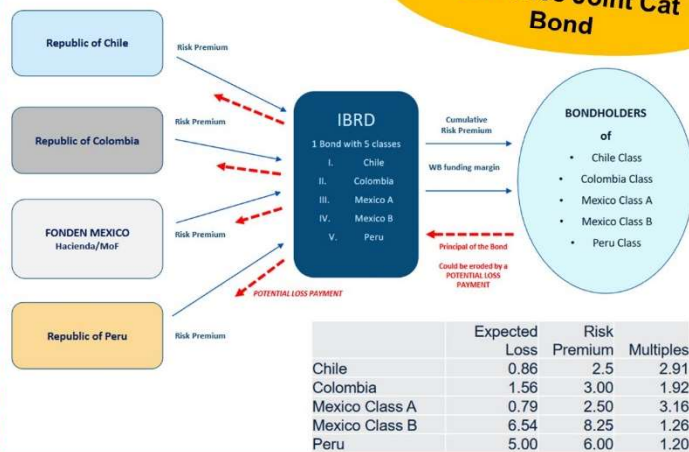 Joint Cat
Bond
Republic of Chile
Risk Premium
Republic of Colombia
Risk Premium
FONDEN MEXICO
Hacienda/MoF
Risk Premium
Republic of Peru
Risk Premium
POTENTIAL LOSS PAYMENT
IBRD
1 Bond with 5 classes
I. Chile
II. Colombia
III. Mexico A
IV. Mexico B
V. Peru
Cumulative
Risk Premium
WB funding margin
Principal of the Bond
Could be eroded by a
POTENTIAL LOSS
PAYMENT
BONDHOLDERS
of
• Chile Class
• Colombia Class
• Mexico Class A
• Mexico Class B
• Peru Class
Expected Risk
Loss Premium Multiples
Chile 0.86 2.5 2.91
Colombia 1.56 3.00 1.92
Mexico Class A 0.79 2.50 3.16
Mexico Class B 6.54 8.25 1.26
Peru 5.00 6.00 1.20